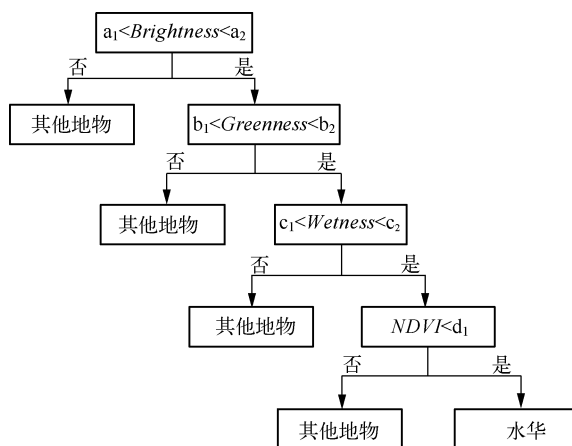 a₁<Brightness<a₂
否
是
其他地物
b₁<Greenness<b₂
否
是
其他地物
c₁<Wetness<c₂
否
是
其他地物
NDVI<d₁
否
是
其他地物
水华